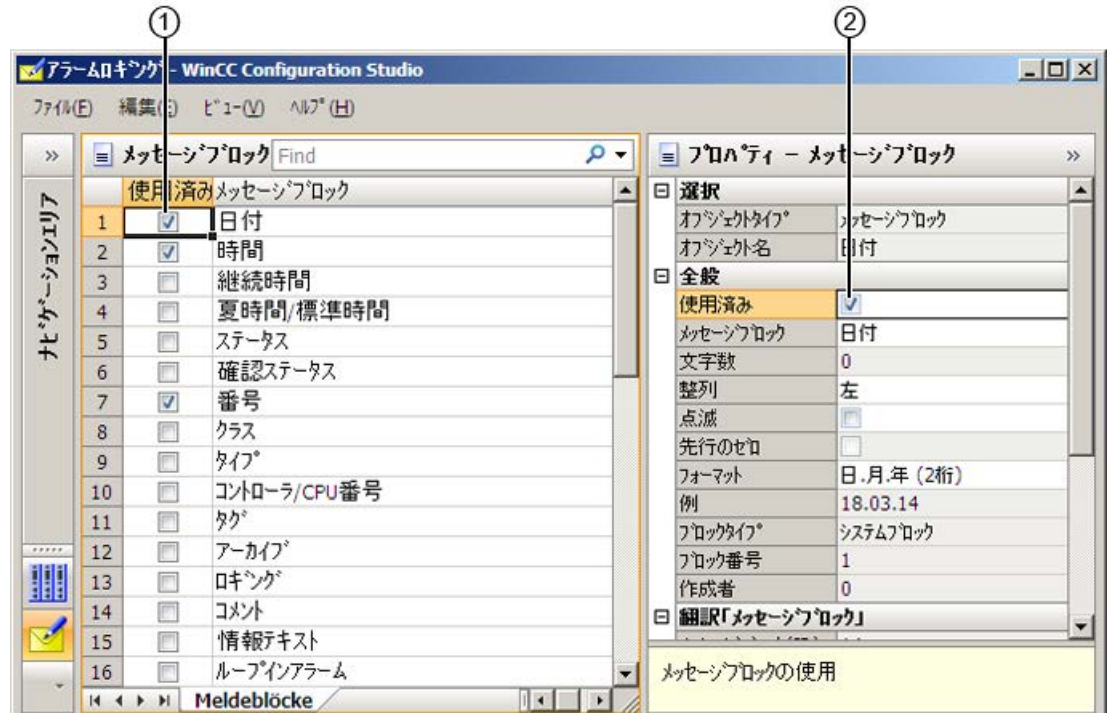 ① ②
アラームロギング - WinCC Configuration Studio
ファイル(F) 編集(E) ビュー(V) ヘルプ(H)
» メッセージブロック Find
ナビゲーションエリア
使用済み メッセージブロック
1 日付
2 時間
3 継続時間
4 夏時間/標準時間
5 ステータス
6 確認ステータス
7 番号
8 クラス
9 タイプ
10 コントローラ/CPU番号
11 タグ
12 アーカイブ
13 ロギング
14 コメント
15 情報テキスト
16 ループインアラーム
Meldeblöcke
プロパティ - メッセージブロック »
選択
オブジェクトタイプ メッセージブロック
オブジェクト名 日付
全般
使用済み
メッセージブロック 日付
文字数 0
整列 左
点滅
先行のゼロ
フォーマット 日.月.年 (2桁)
例 18.03.14
ブロックタイプ システムブロック
ブロック番号 1
作成者 0
翻訳「メッセージブロック」
メッセージブロックの使用